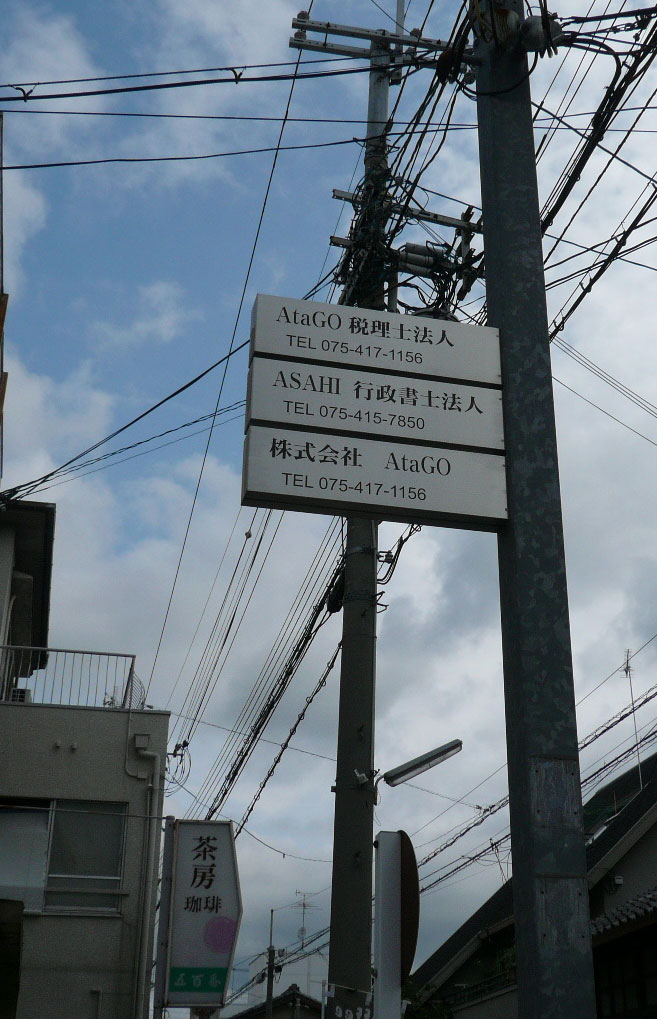 AtaGO 税理士法人
TEL 075-417-1156
ASAHI 行政書士法人
TEL 075-415-7850
株式会社 AtaGO
TEL 075-417-1156
茶房
珈琲